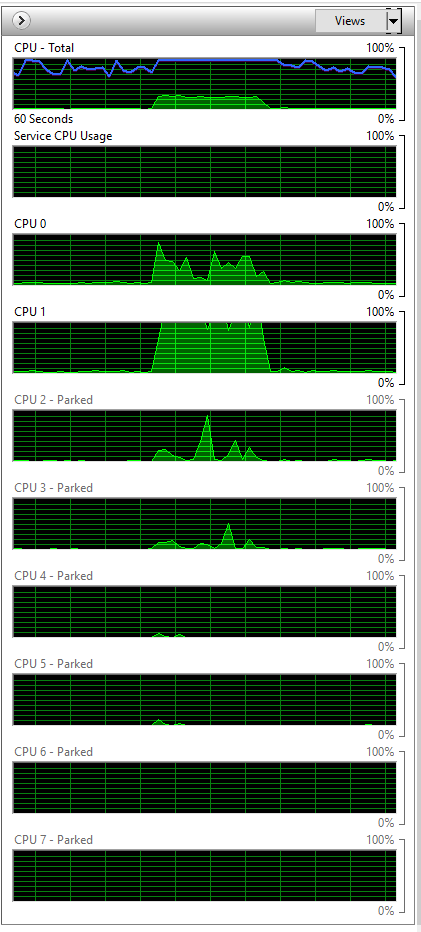 Views
CPU - Total 100%
60 Seconds 0%
Service CPU Usage 100%
0%
CPU 0 100%
0%
CPU 1 100%
0%
CPU 2 - Parked 100%
0%
CPU 3 - Parked 100%
0%
CPU 4 - Parked 100%
0%
CPU 5 - Parked 100%
0%
CPU 6 - Parked 100%
0%
CPU 7 - Parked 100%
0%